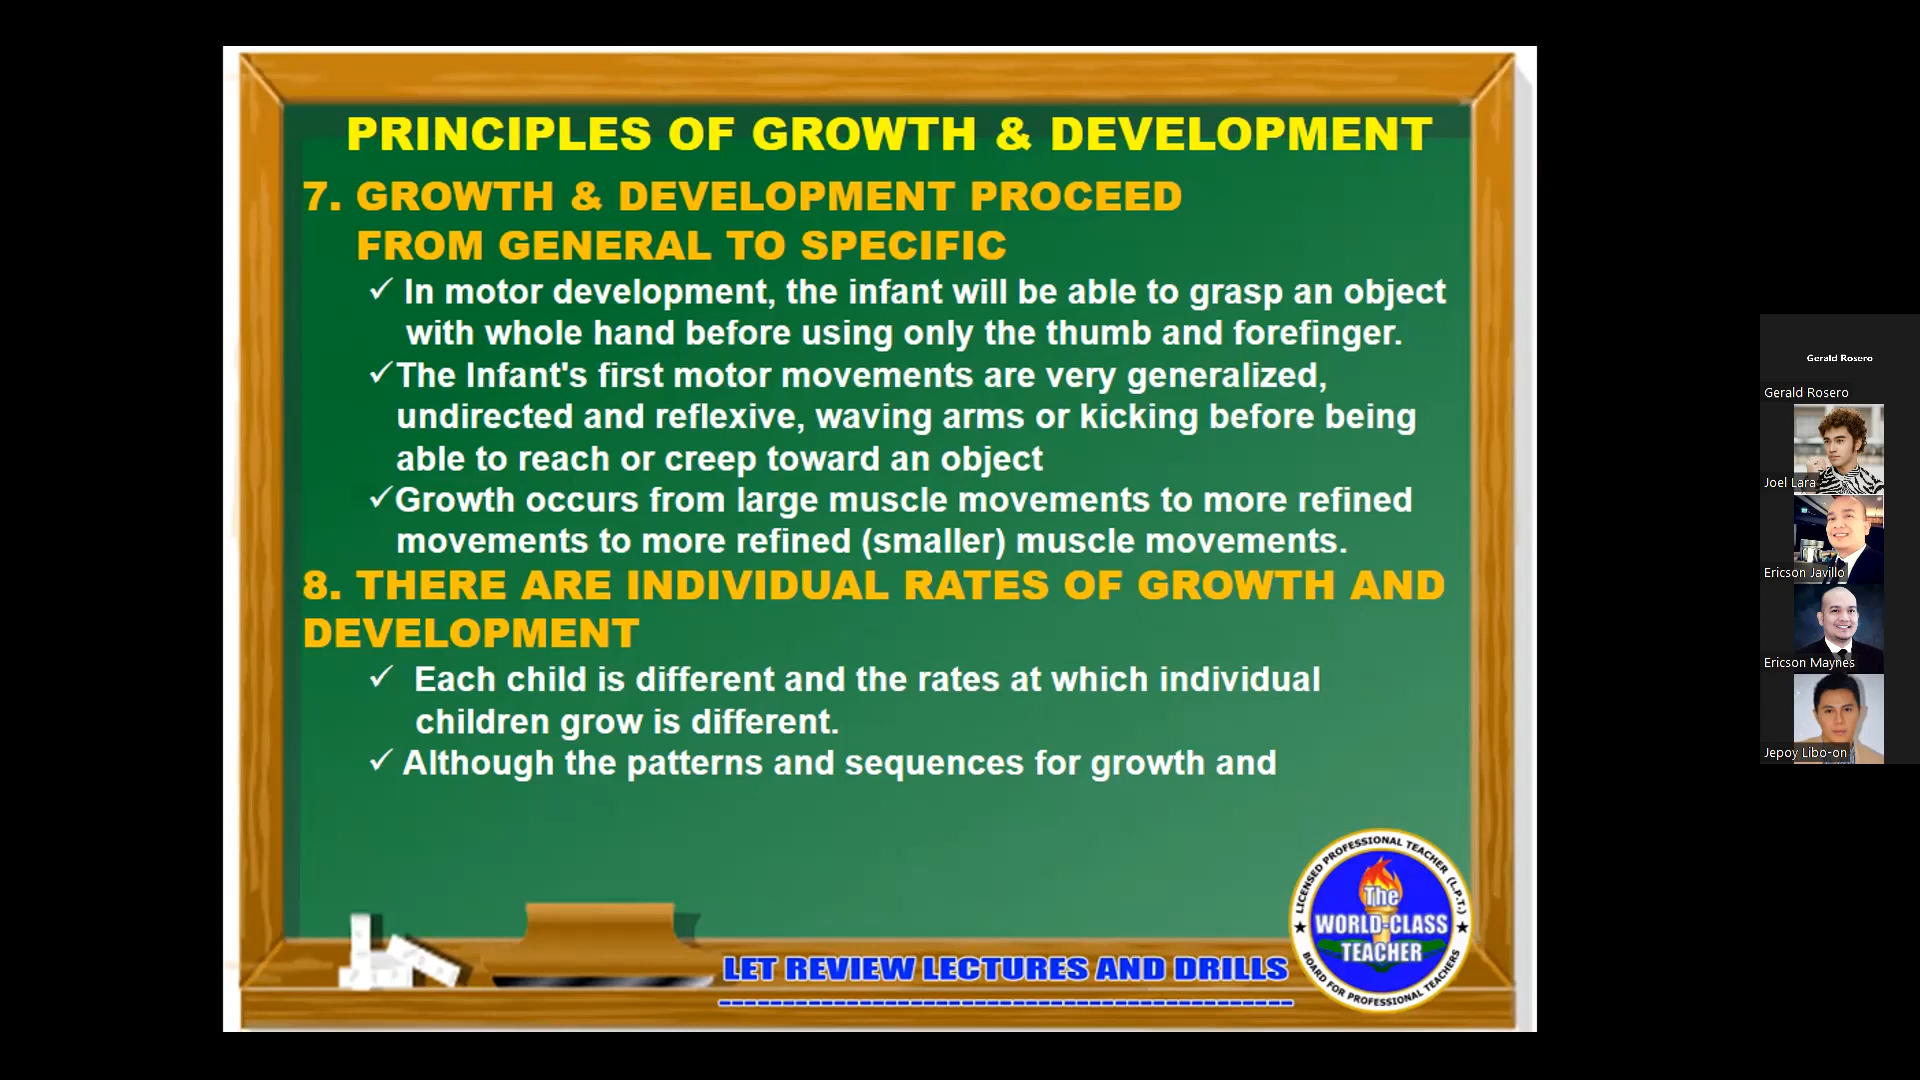 PRINCIPLES OF GROWTH & DEVELOPMENT
7. GROWTH & DEVELOPMENT PROCEED
FROM GENERAL TO SPECIFIC
✓ In motor development, the infant will be able to grasp an object
with whole hand before using only the thumb and forefinger.
✓The Infant's first motor movements are very generalized,
undirected and reflexive, waving arms or kicking before being
able to reach or creep toward an object
✓Growth occurs from large muscle movements to more refined
movements to more refined (smaller) muscle movements.
8. THERE ARE INDIVIDUAL RATES OF GROWTH AND
DEVELOPMENT
✓ Each child is different and the rates at which individual
children grow is different.
✓ Although the patterns and sequences for growth and
LET REVIEW LECTURES AND DRILLS
LICENSED PROFESSIONAL TEACHER (L.P.T.)
The
WORLD-CLASS
TEACHER
BOARD FOR PROFESSIONAL TEACHERS
Gerald Rosero
Gerald Rosero
Joel Lara
Ericson Javillo
Ericson Maynes
Jepoy Libo-on